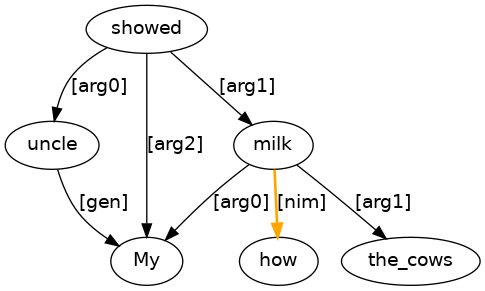 showed
[arg0]
[arg2]
[arg1]
uncle
milk
[gen]
[arg0]
[nim]
[arg1]
My
how
the_cows